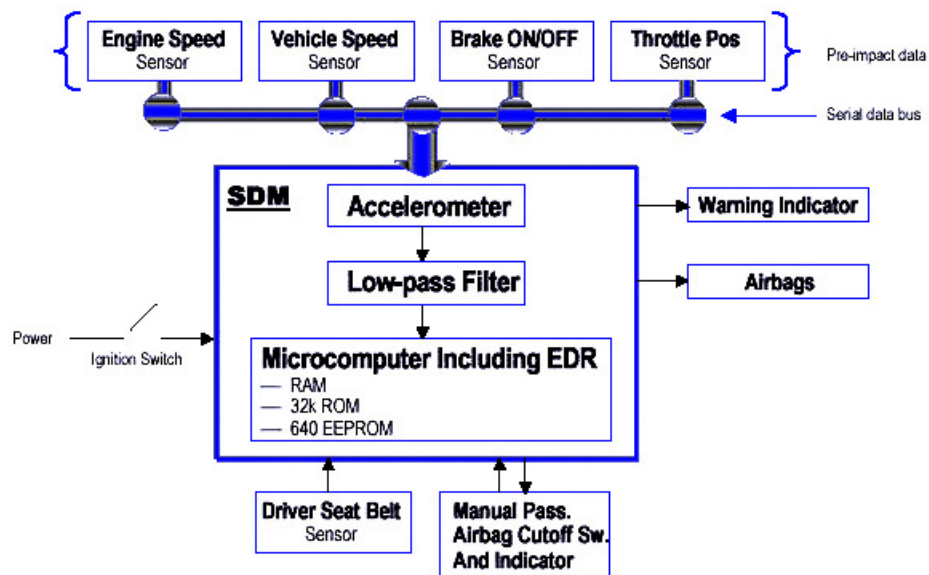 Engine Speed
Sensor
Vehicle Speed
Sensor
Brake ON/OFF
Sensor
Throttle Pos
Sensor
Pre-impact data
Serial data bus
SDM
Accelerometer
Warning Indicator
Low-pass Filter
Airbags
Power
Ignition Switch
Microcomputer Including EDR
— RAM
— 32k ROM
— 640 EEPROM
Driver Seat Belt
Sensor
Manual Pass.
Airbag Cutoff Sw.
And Indicator